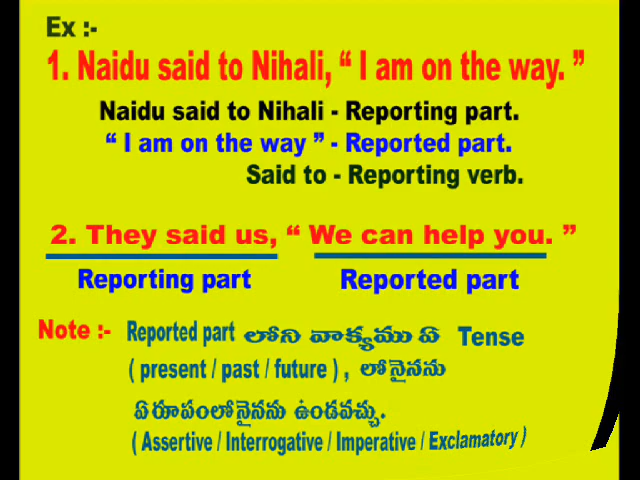 Ex :-
1. Naidu said to Nihali, “ I am on the way. ”
Naidu said to Nihali - Reporting part.
“ I am on the way ” - Reported part.
Said to - Reporting verb.
2. They said us, “ We can help you. ”
Reporting part Reported part
Note :- Reported part లోని వాక్యము ఏ Tense
( present / past / future ) , లోనైనను
ఏరూపంలోనైనను ఉండవచ్చు.
( Assertive / Interrogative / Imperative / Exclamatory )